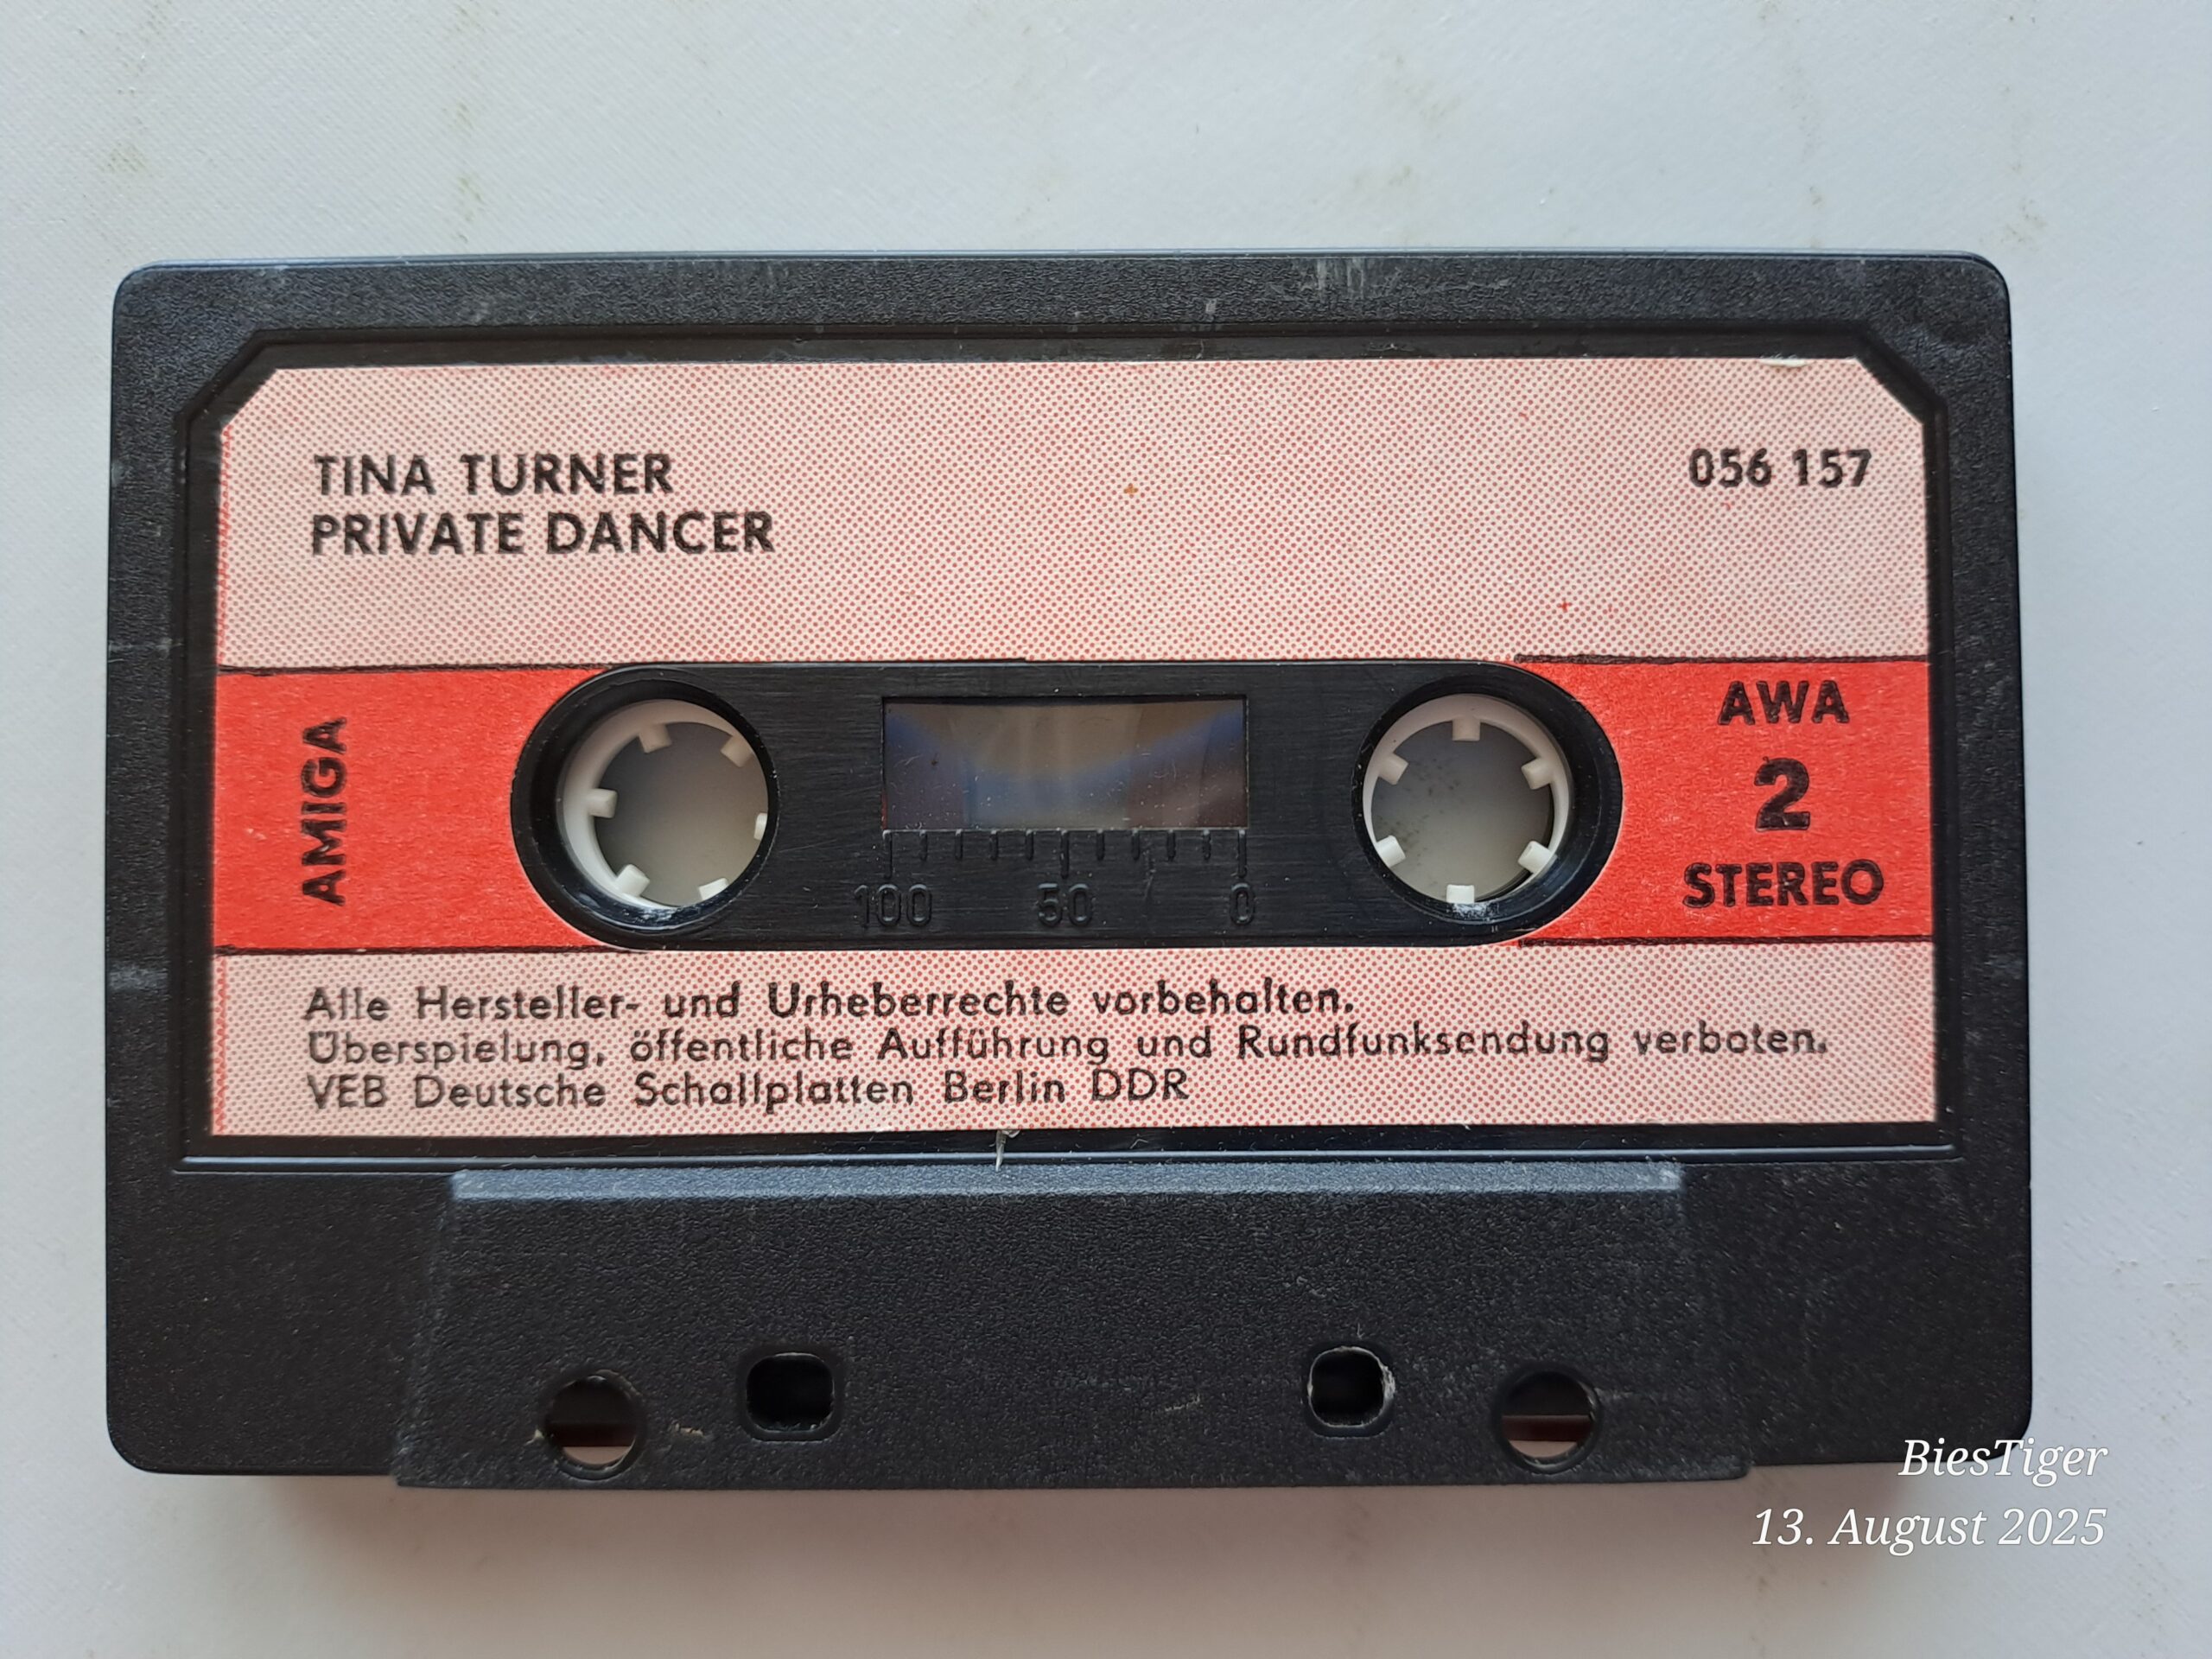 TINA TURNER
PRIVATE DANCER
056 157
AMIGA
AWA
2
STEREO
100 50 0
Alle Hersteller- und Urheberrechte vorbehalten.
Überspielung, öffentliche Aufführung und Rundfunksendung verboten.
VEB Deutsche Schallplatten Berlin DDR
BiesTiger
13. August 2025